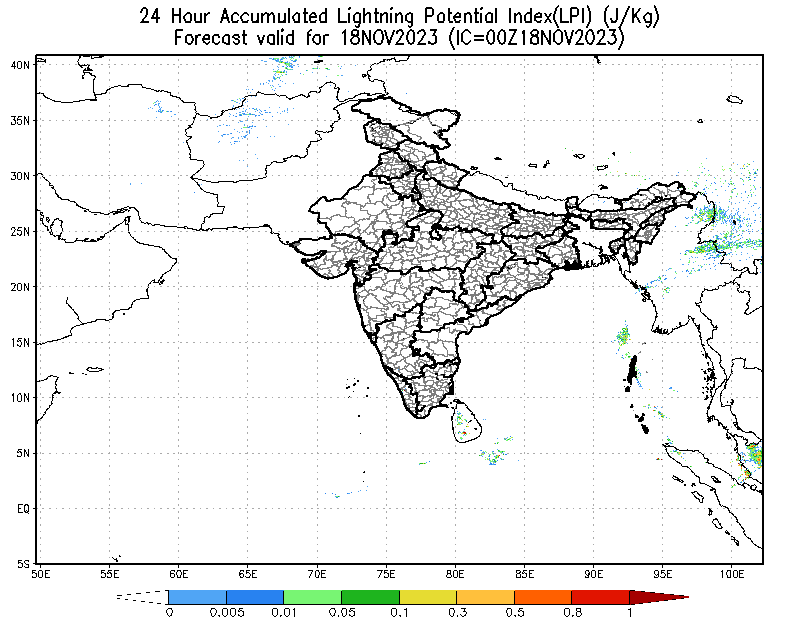 24 Hour Accumulated Lightning Potential Index(LPI) (J/Kg)
Forecast valid for 18NOV2023 (IC=00Z18NOV2023)
40N
35N
30N
25N
20N
15N
10N
5N
EQ
5S
50E 55E 60E 65E 70E 75E 80E 85E 90E 95E 100E
0 0.005 0.01 0.05 0.1 0.3 0.5 0.8 1